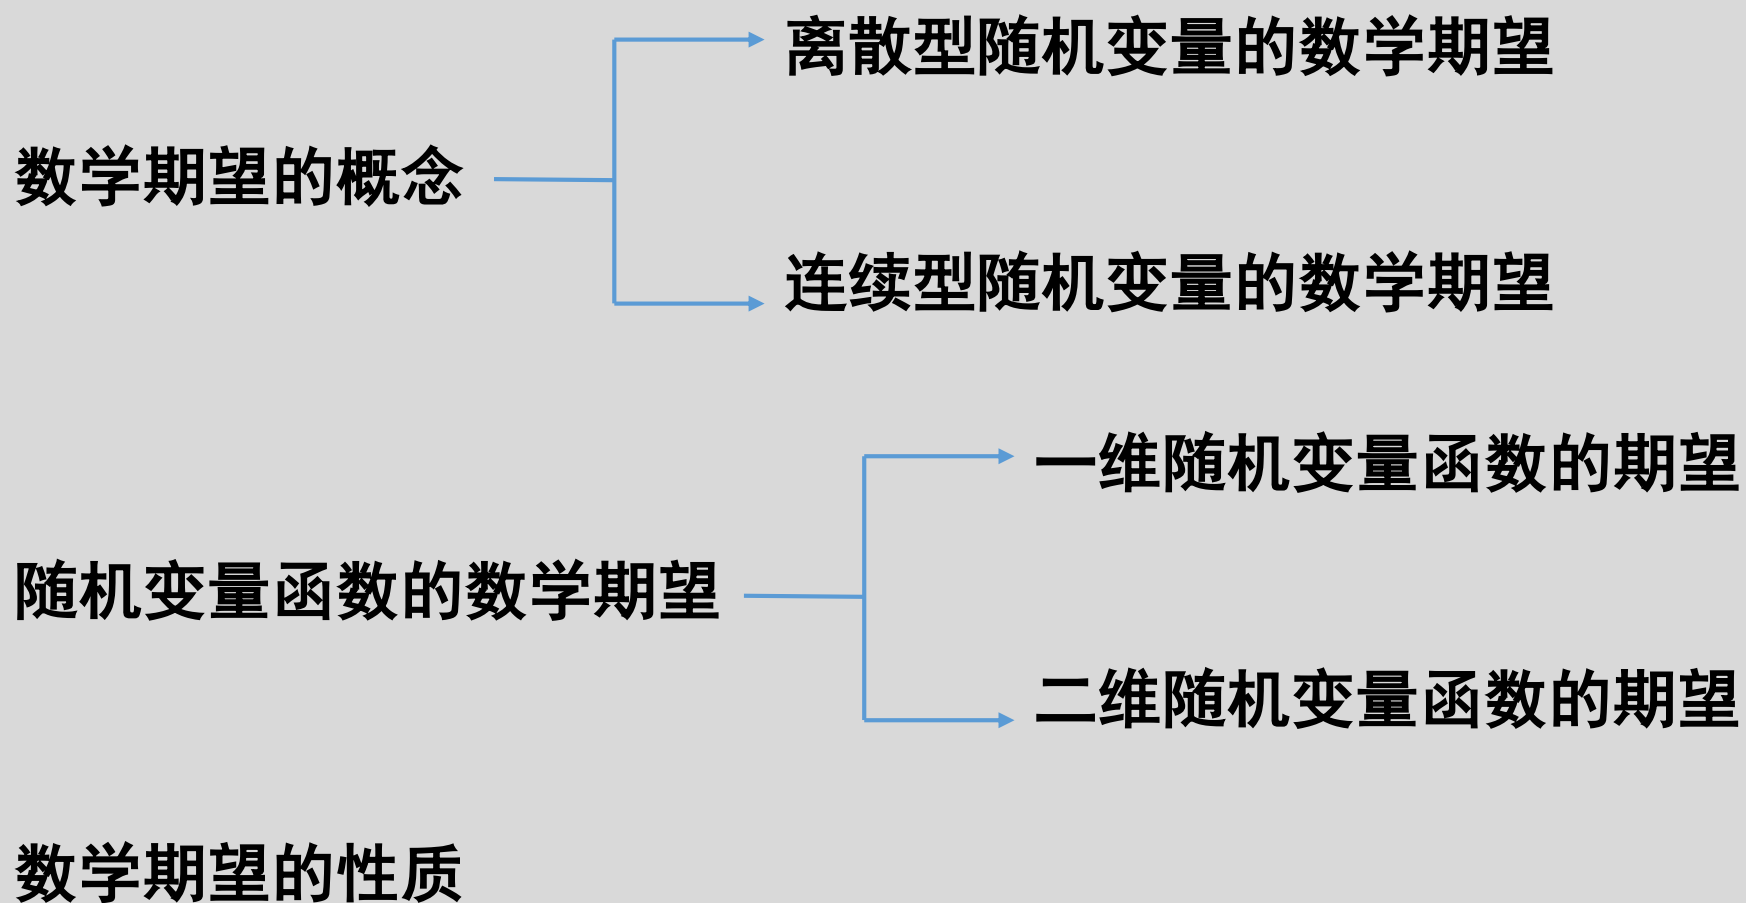 离散型随机变量的数学期望
数学期望的概念
连续型随机变量的数学期望
一维随机变量函数的期望
随机变量函数的数学期望
二维随机变量函数的期望
数学期望的性质